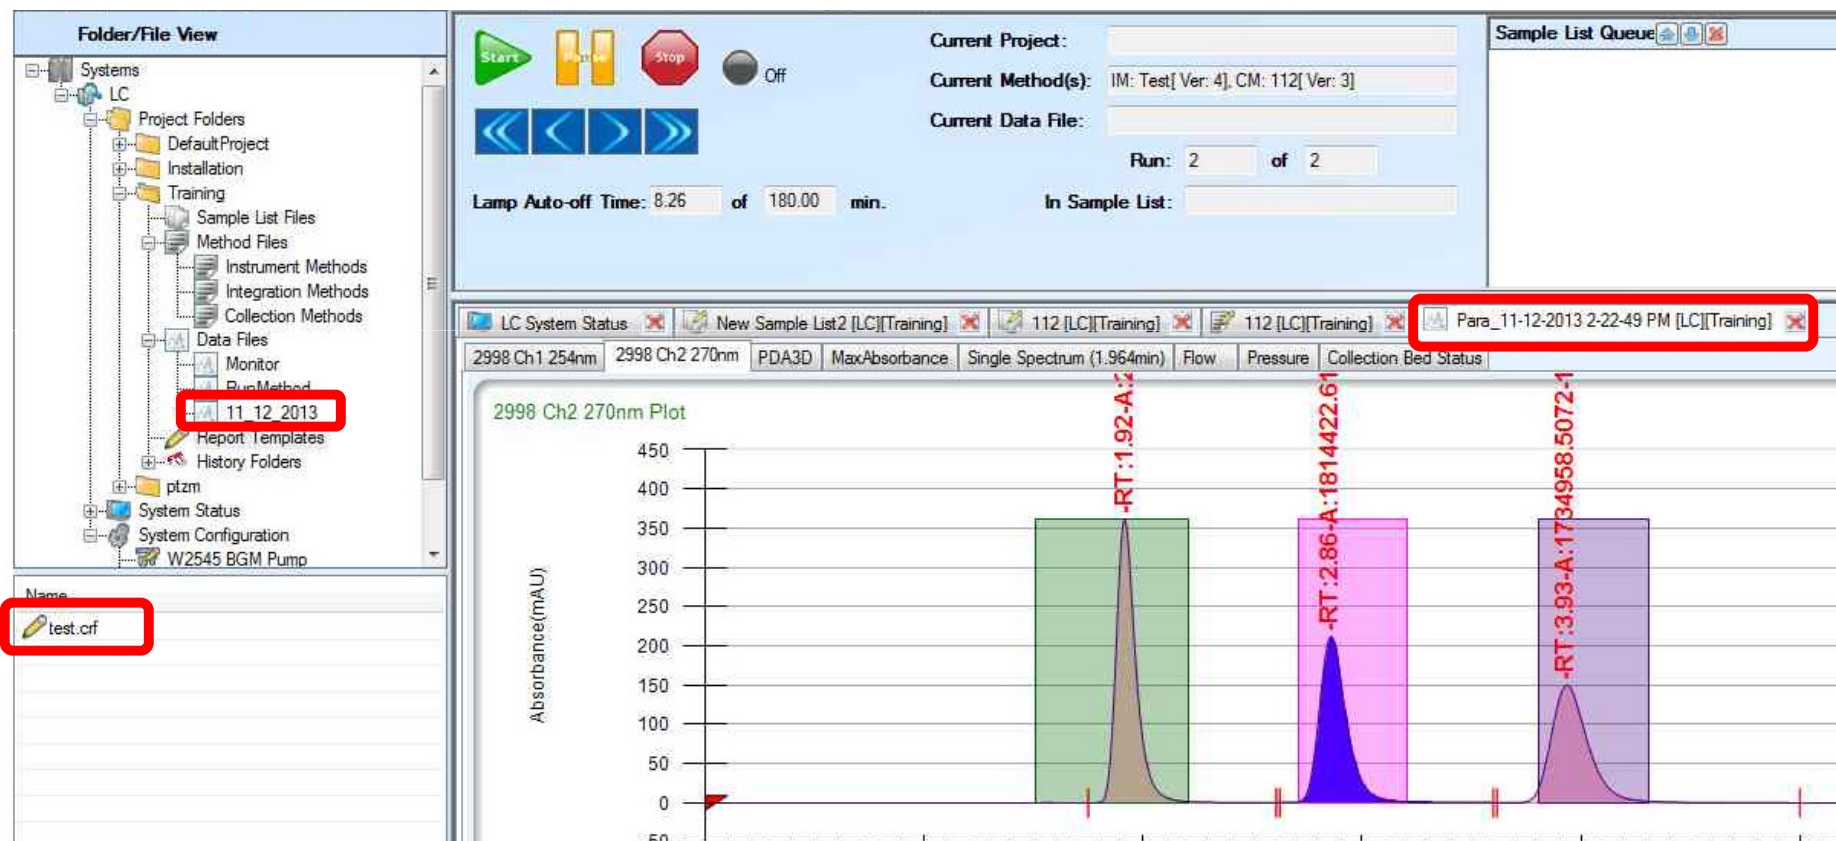 Folder/File View
Systems
LC
Project Folders
DefaultProject
Installation
Training
Sample List Files
Method Files
Instrument Methods
Integration Methods
Collection Methods
Data Files
Monitor
RunMethod
11_12_2013
Report Templates
History Folders
ptzm
System Status
System Configuration
W2545 BGM Pump
Name
test.crf
Start
Pause
Stop
Off
Current Project:
Current Method(s): IM: Test[ Ver: 4], CM: 112[ Ver: 3]
Current Data File:
Run: 2 of 2
Lamp Auto-off Time: 8.26 of 180.00 min.
In Sample List:
Sample List Queue
LC System Status
New Sample List2 [LC][Training]
112 [LC][Training]
112 [LC][Training]
Para_11-12-2013 2-22-49 PM [LC][Training]
2998 Ch1 254nm
2998 Ch2 270nm
PDA3D
MaxAbsorbance
Single Spectrum (1.964min)
Flow
Pressure
Collection Bed Status
2998 Ch2 270nm Plot
Absorbance(mAU)
450
400
350
300
250
200
150
100
50
0
-RT:1.92-A:2
-RT:2.86-A:1814422.61
-RT:3.93-A:1734958.5072-1